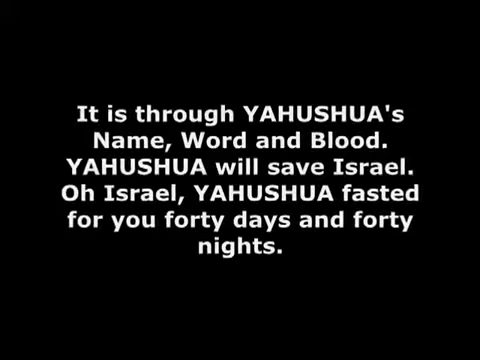 It is through YAHUSHUA's
Name, Word and Blood.
YAHUSHUA will save Israel.
Oh Israel, YAHUSHUA fasted
for you forty days and forty
nights.